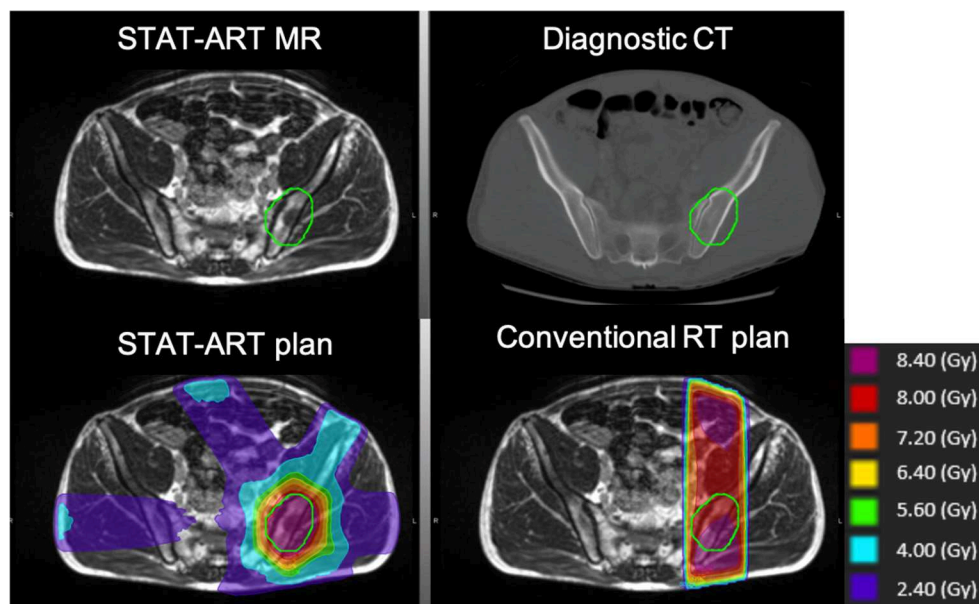 STAT-ART MR
Diagnostic CT
R
L
R
L
STAT-ART plan
Conventional RT plan
R
L
R
L
8.40 (Gy)
8.00 (Gy)
7.20 (Gy)
6.40 (Gy)
5.60 (Gy)
4.00 (Gy)
2.40 (Gy)